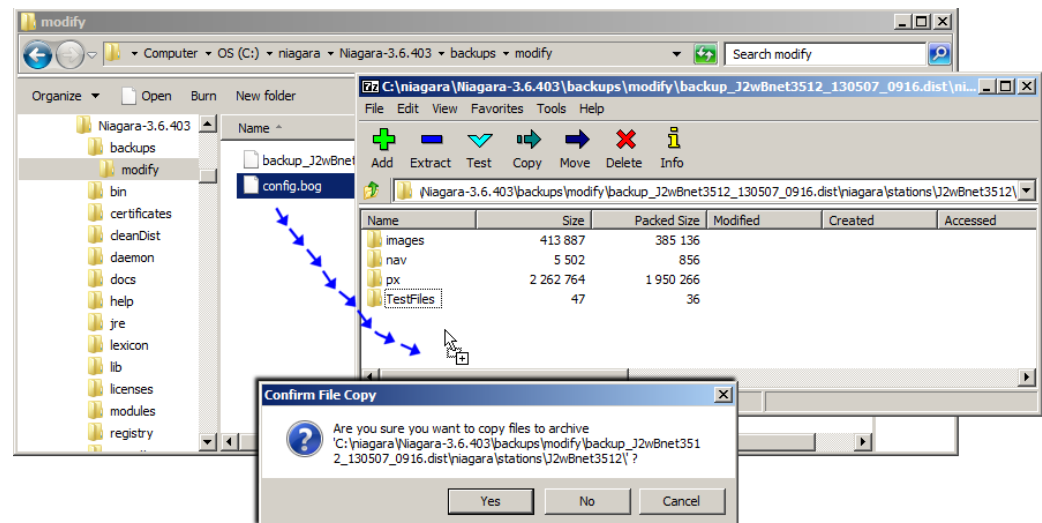 modify
Computer OS (C:) niagara Niagara-3.6.403 backups modify
Search modify
Organize Open Burn New folder
Niagara-3.6.403
backups
modify
bin
certificates
cleanDist
daemon
docs
help
jre
lexicon
lib
licenses
modules
registry
Name
backup_J2wBnet
config.bog
C:\niagara\Niagara-3.6.403\backups\modify\backup_J2wBnet3512_130507_0916.dist\ni...
File Edit View Favorites Tools Help
Add Extract Test Copy Move Delete Info
\Niagara-3.6.403\backups\modify\backup_J2wBnet3512_130507_0916.dist\niagara\stations\J2wBnet3512\
Name Size Packed Size Modified Created Accessed
images 413 887 385 136
nav 5 502 856
px 2 262 764 1 950 266
TestFiles 47 36
Confirm File Copy
Are you sure you want to copy files to archive
'C:\niagara\Niagara-3.6.403\backups\modify\backup_J2wBnet351
2_130507_0916.dist\niagara\stations\J2wBnet3512\' ?
Yes No Cancel